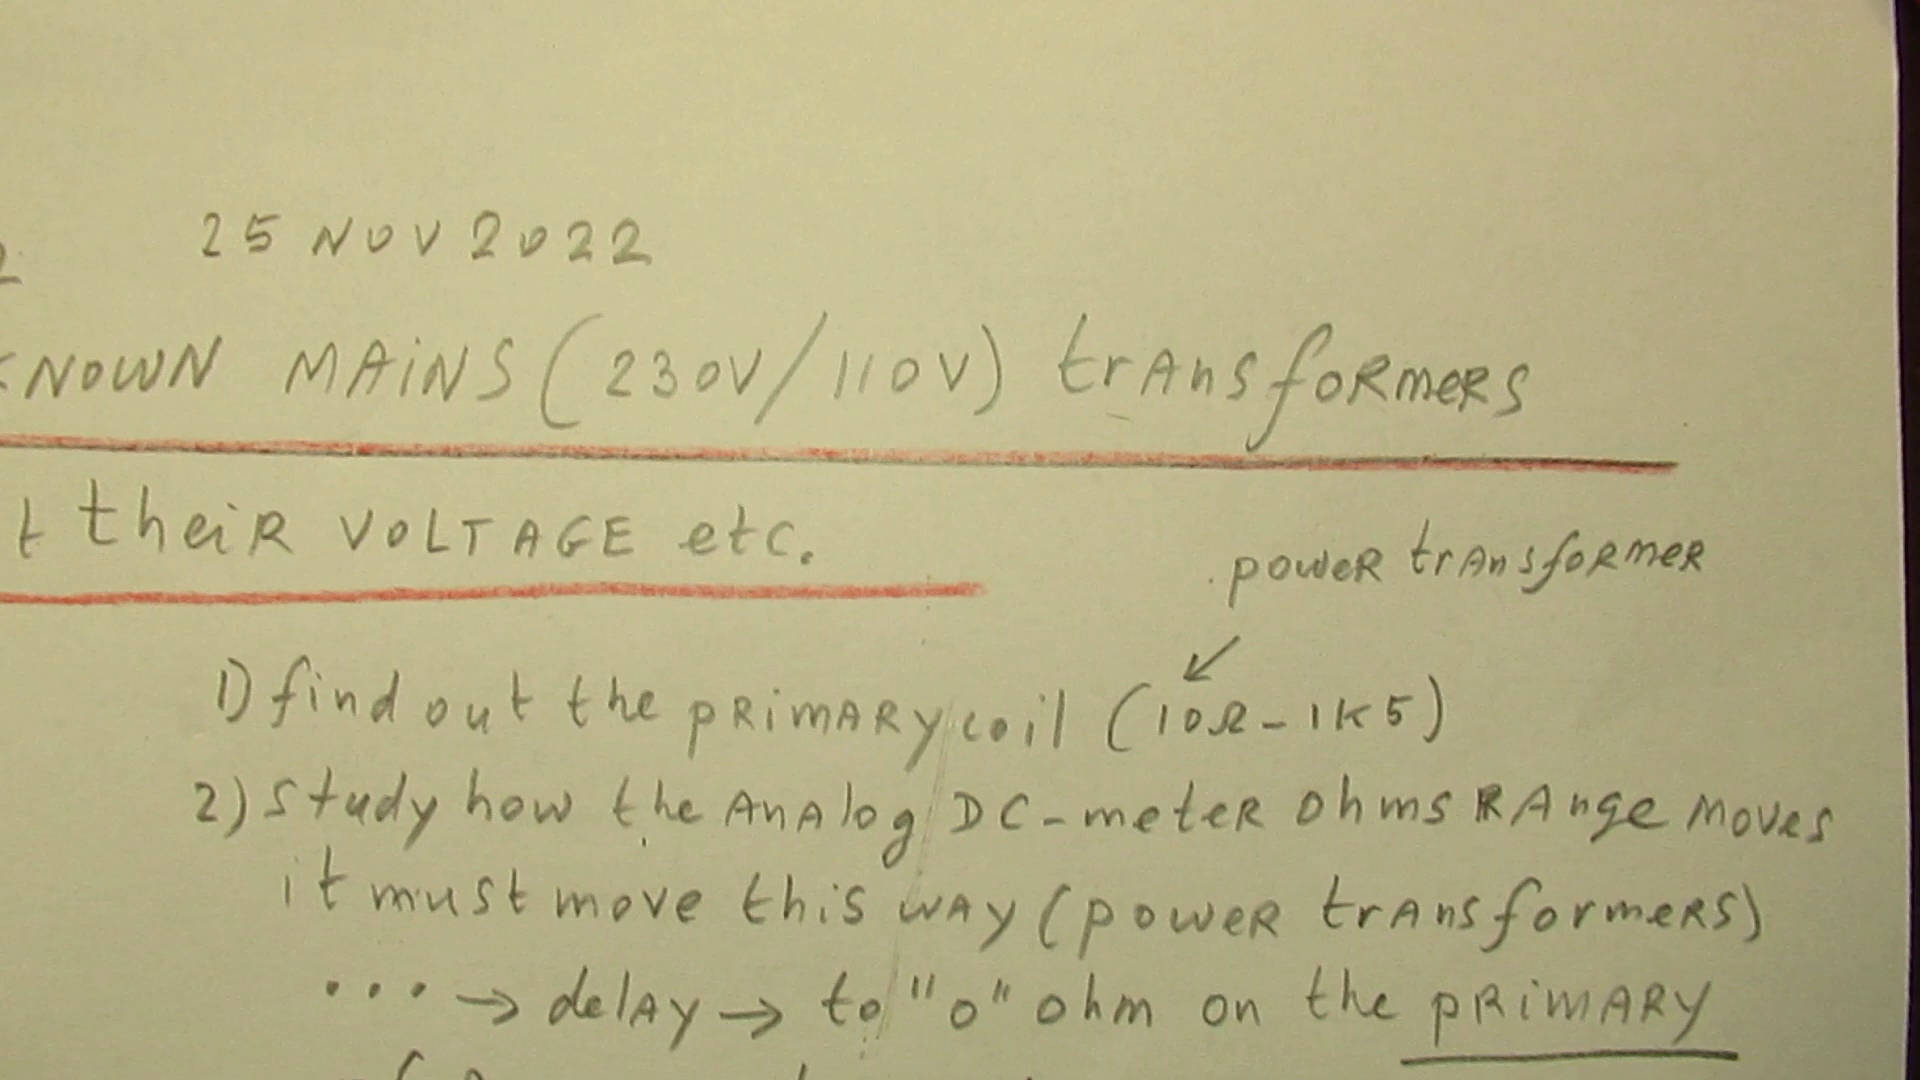 25 NOV 2022
KNOWN MAiNS (230V/110V) trAnsfoRmeRS
t theiR VOLTAGE etc.
power trAnsfoRmeR
1) find out the pRimARy coil (10Ω - 1K5)
2) study how the AnAlog DC-meteR ohms RAnge moves
it must move this wAy (poweR trAnsformeRS)
... → delAy → to "0" ohm on the pRimARy